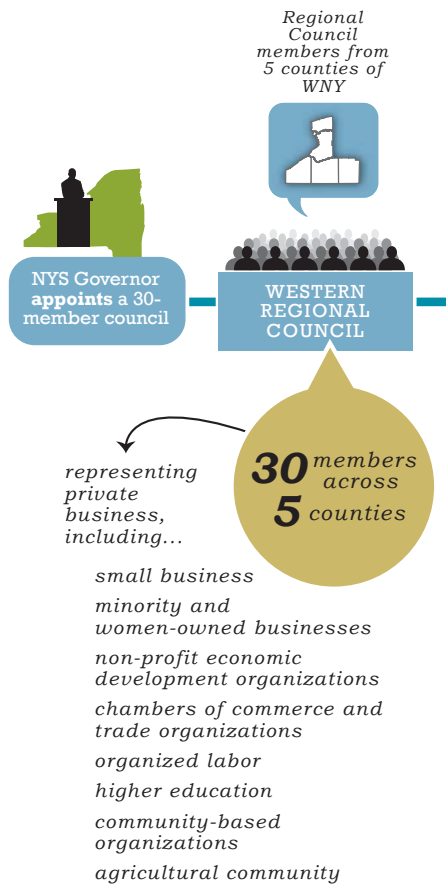 Regional
Council
members from
5 counties of
WNY
NYS Governor
appoints a 30-
member council
WESTERN
REGIONAL
COUNCIL
30 members
across
5 counties
representing
private
business,
including...
small business
minority and
women-owned businesses
non-profit economic
development organizations
chambers of commerce and
trade organizations
organized labor
higher education
community-based
organizations
agricultural community